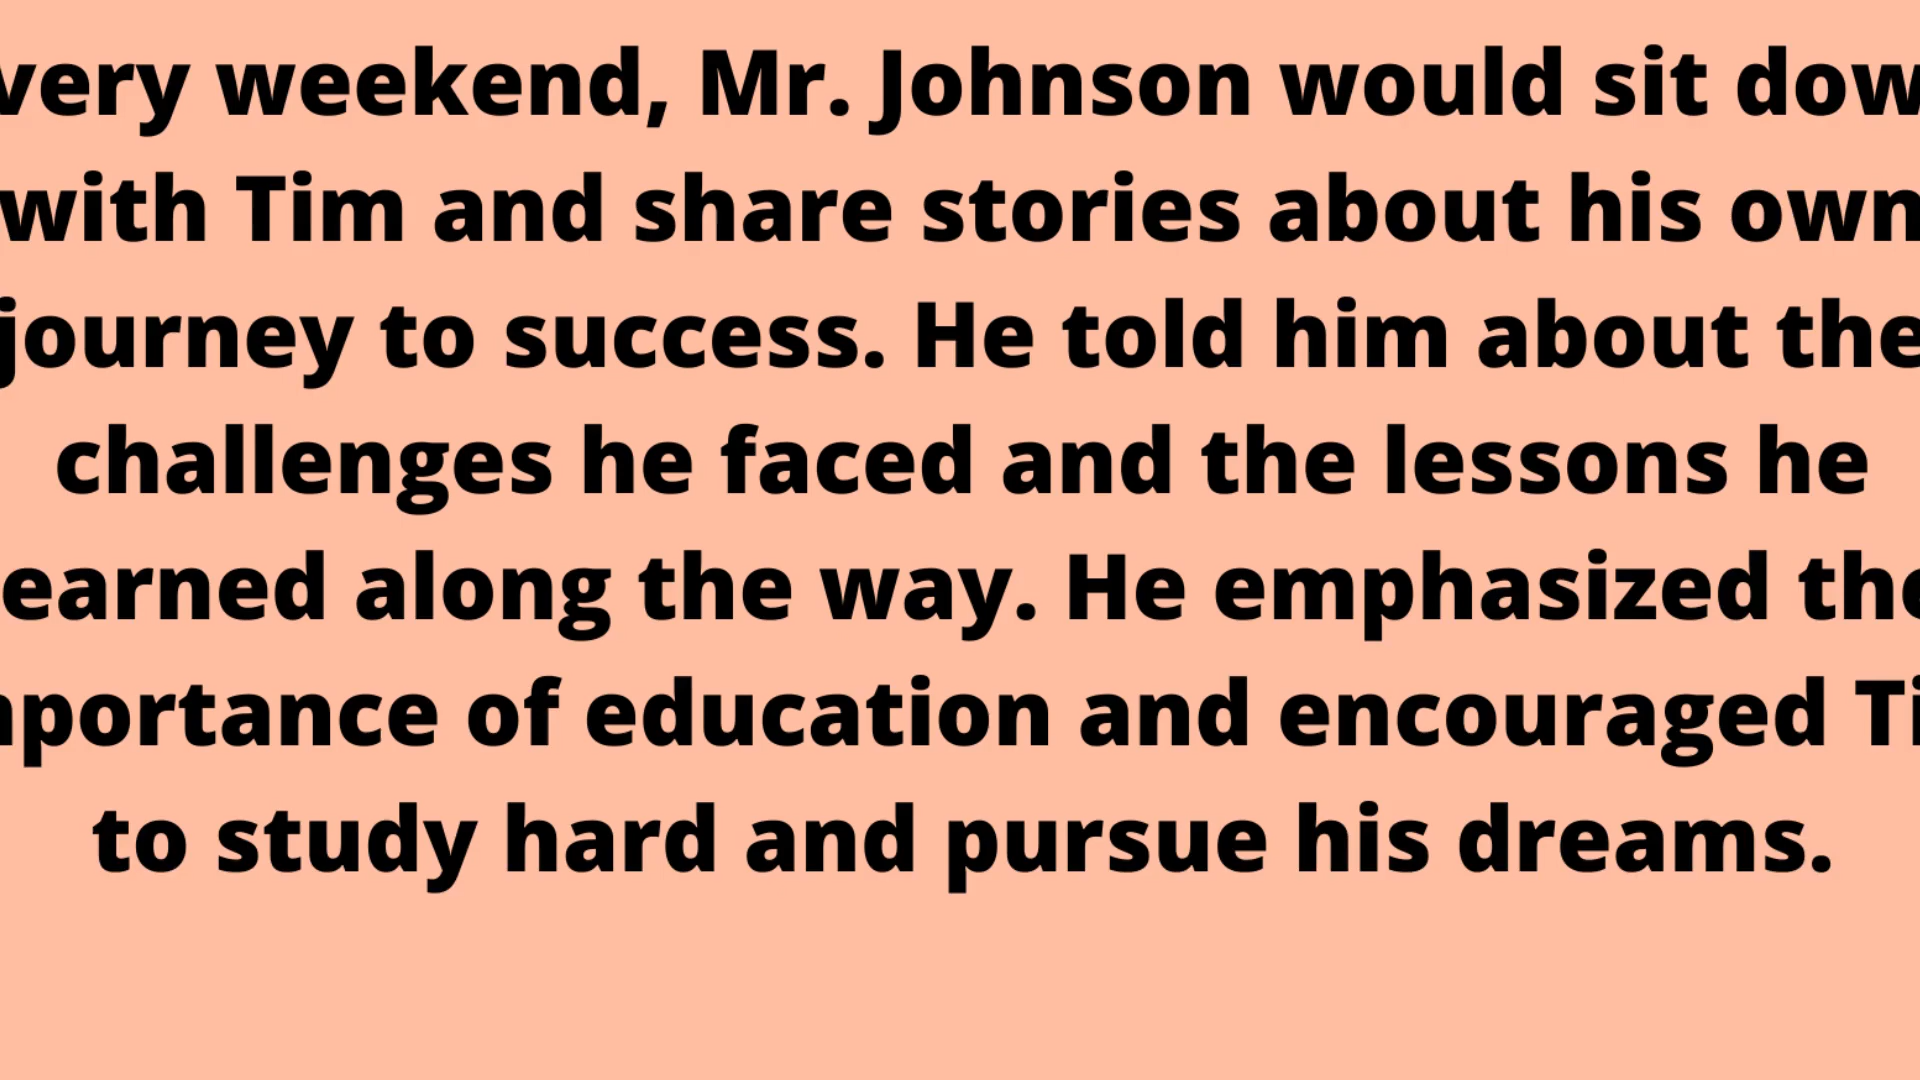 very weekend, Mr. Johnson would sit dow
with Tim and share stories about his own
journey to success. He told him about the
challenges he faced and the lessons he
earned along the way. He emphasized the
portance of education and encouraged Ti
to study hard and pursue his dreams.